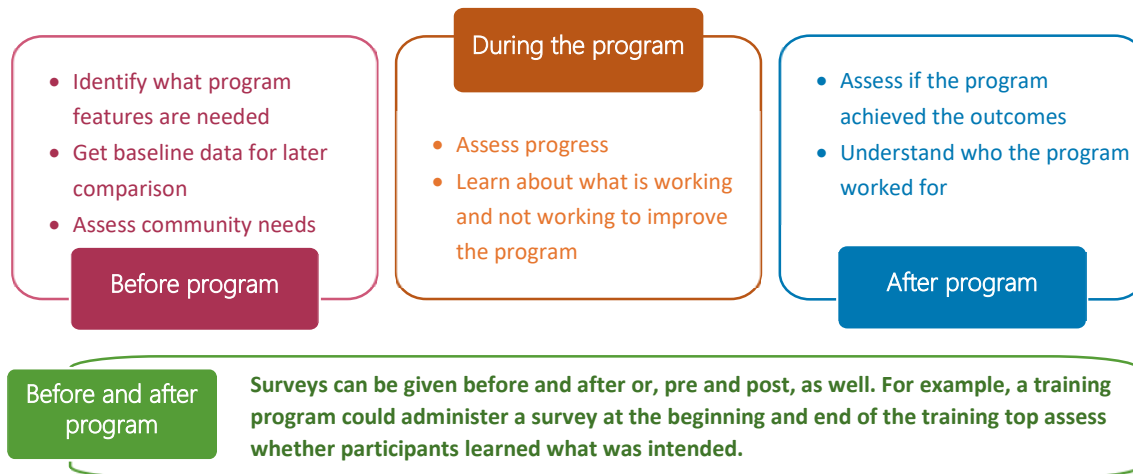 • Identify what program
features are needed
• Get baseline data for later
comparison
• Assess community needs
Before program
During the program
• Assess progress
• Learn about what is working
and not working to improve
the program
• Assess if the program
achieved the outcomes
• Understand who the program
worked for
After program
Before and after
program
Surveys can be given before and after or, pre and post, as well. For example, a training
program could administer a survey at the beginning and end of the training top assess
whether participants learned what was intended.